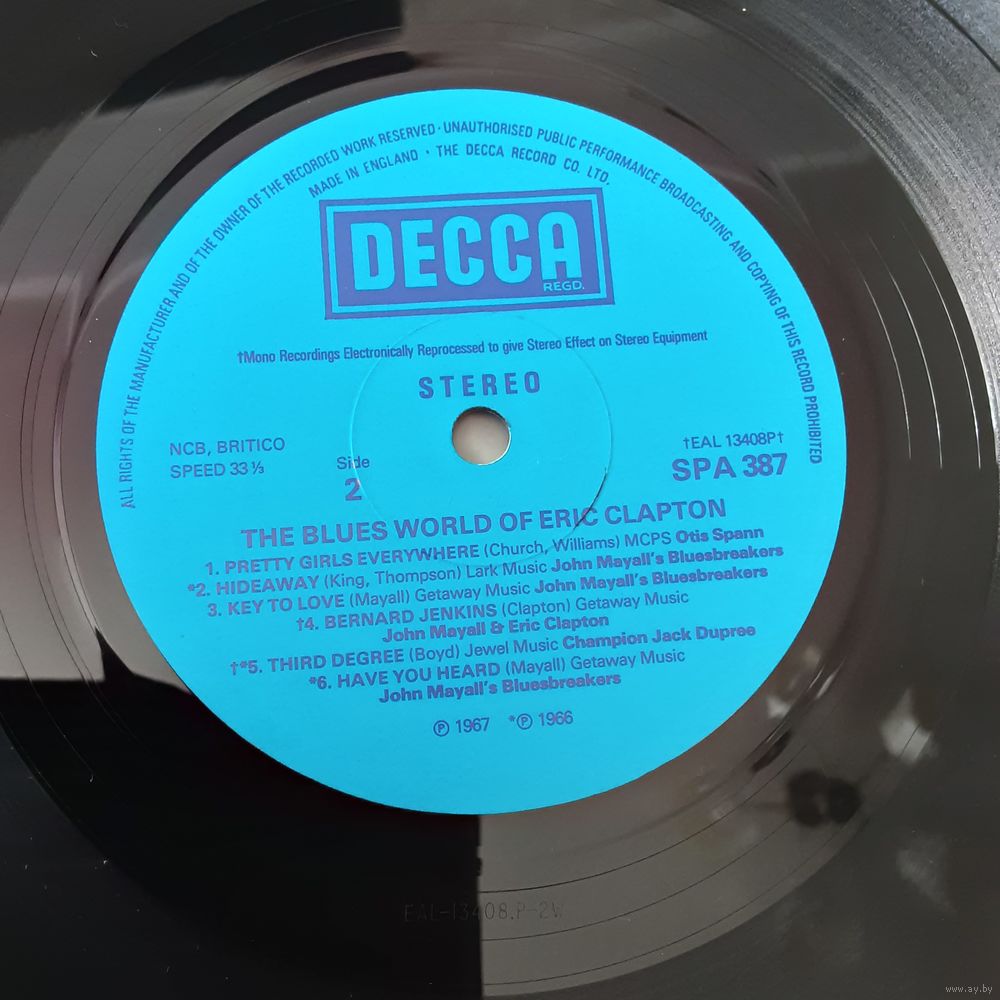 ALL RIGHTS OF THE MANUFACTURER AND OF THE OWNER OF THE RECORDED WORK RESERVED · UNAUTHORISED PUBLIC PERFORMANCE BROADCASTING AND COPYING OF THIS RECORD PROHIBITED
MADE IN ENGLAND · THE DECCA RECORD CO. LTD.
DECCA
REGD.
†Mono Recordings Electronically Reprocessed to give Stereo Effect on Stereo Equipment
STEREO
NCB, BRITICO
SPEED 33 ⅓
Side
2
†EAL 13408P†
SPA 387
THE BLUES WORLD OF ERIC CLAPTON
1. PRETTY GIRLS EVERYWHERE (Church, Williams) MCPS Otis Spann
*2. HIDEAWAY (King, Thompson) Lark Music John Mayall's Bluesbreakers
3. KEY TO LOVE (Mayall) Getaway Music John Mayall's Bluesbreakers
†4. BERNARD JENKINS (Clapton) Getaway Music
John Mayall & Eric Clapton
†*5. THIRD DEGREE (Boyd) Jewel Music Champion Jack Dupree
*6. HAVE YOU HEARD (Mayall) Getaway Music
John Mayall's Bluesbreakers
℗ 1967 *℗ 1966
EAL-13408.P-2W
www.ay.by